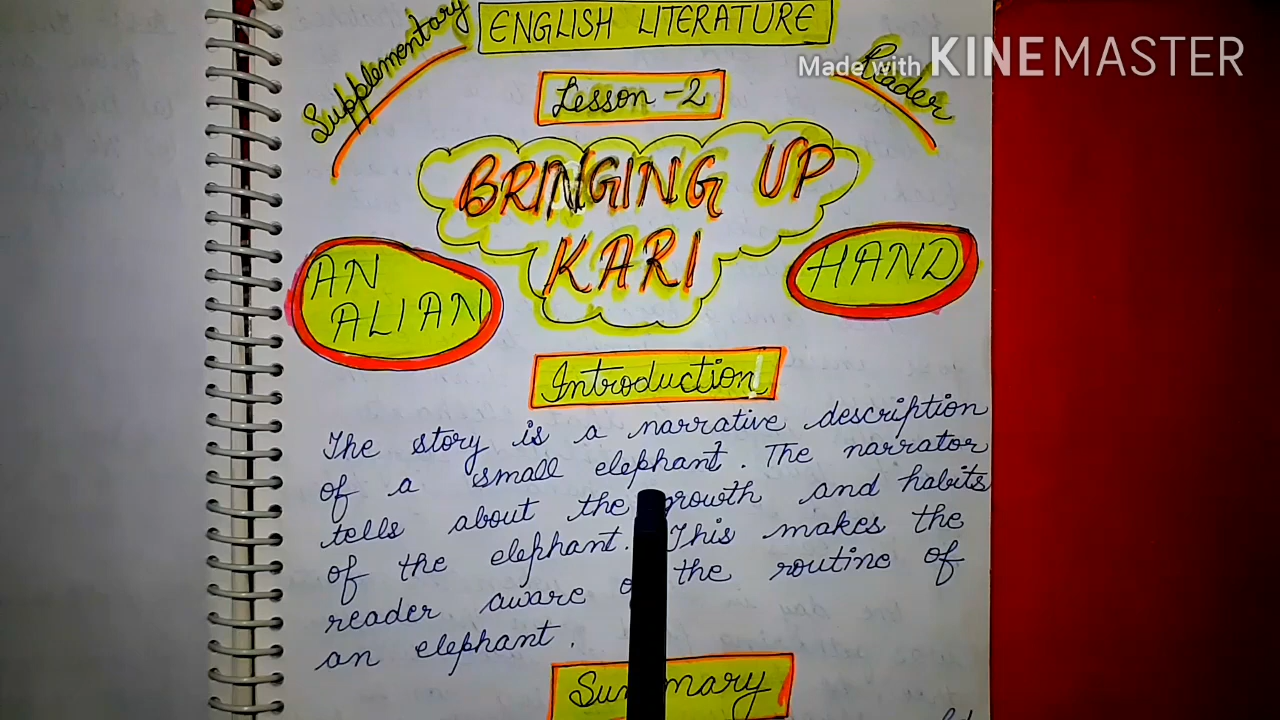 ENGLISH LITERATURE
Supplementary
Reader
Made with KINEMASTER
Lesson -2
BRINGING UP
KARI
AN
ALIAN
HAND
Introduction
The story is a narrative description
of a small elephant. The narrator
tells about the growth and habits
of the elephant. This makes the
reader aware the routine of
an elephant.
Summary